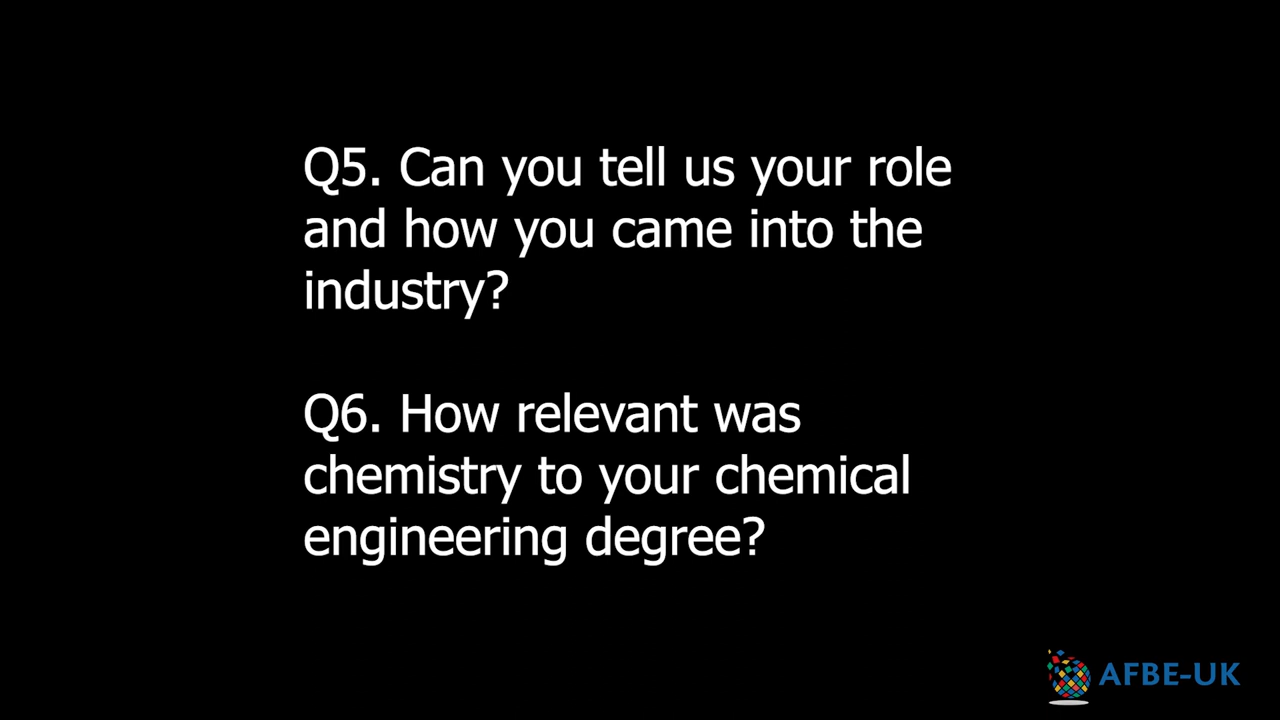 Q5. Can you tell us your role
and how you came into the
industry?
Q6. How relevant was
chemistry to your chemical
engineering degree?
AFBE-UK